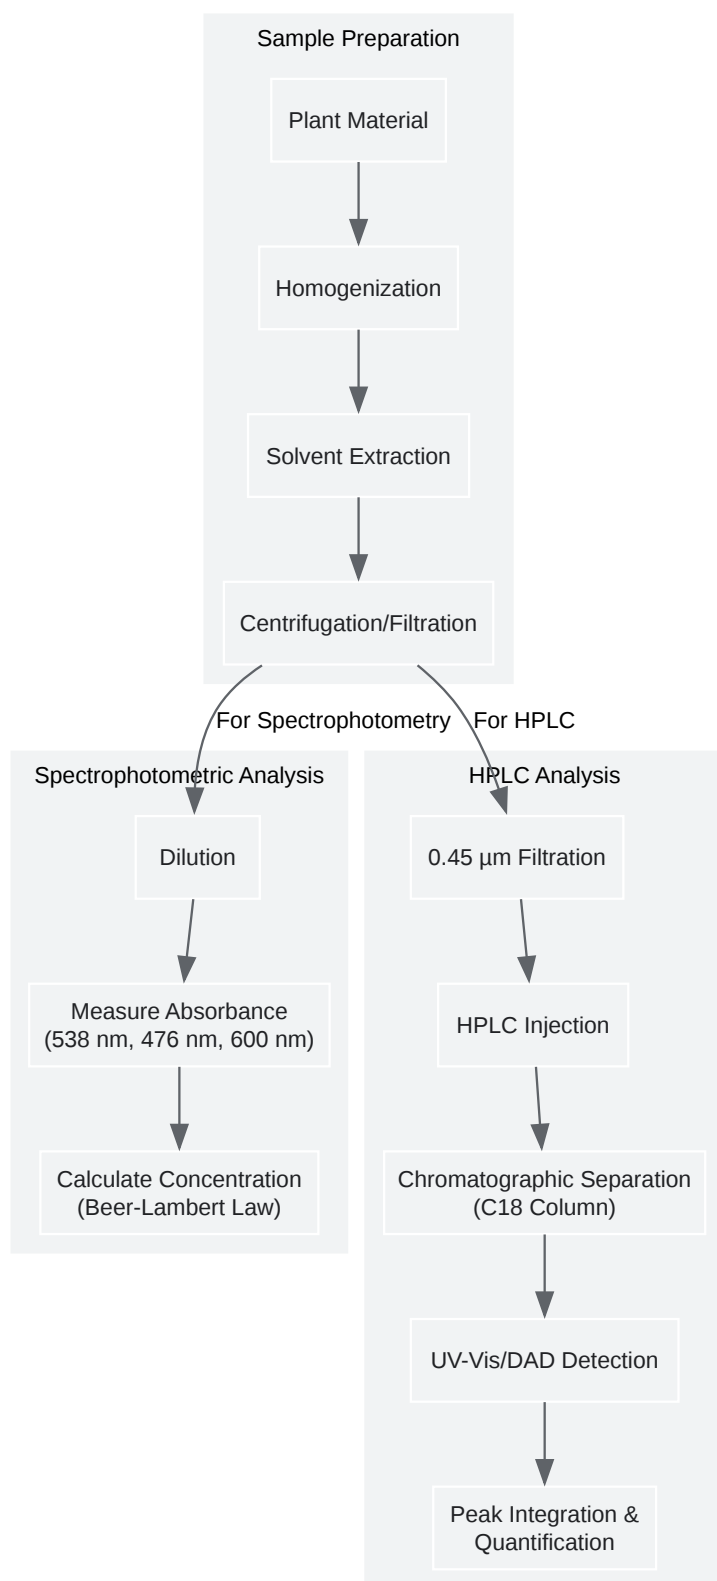 Sample Preparation
Plant Material
Homogenization
Solvent Extraction
Centrifugation/Filtration
For Spectrophotometry
For HPLC
Spectrophotometric Analysis
Dilution
Measure Absorbance
(538 nm, 476 nm, 600 nm)
Calculate Concentration
(Beer-Lambert Law)
HPLC Analysis
0.45 µm Filtration
HPLC Injection
Chromatographic Separation
(C18 Column)
UV-Vis/DAD Detection
Peak Integration &
Quantification